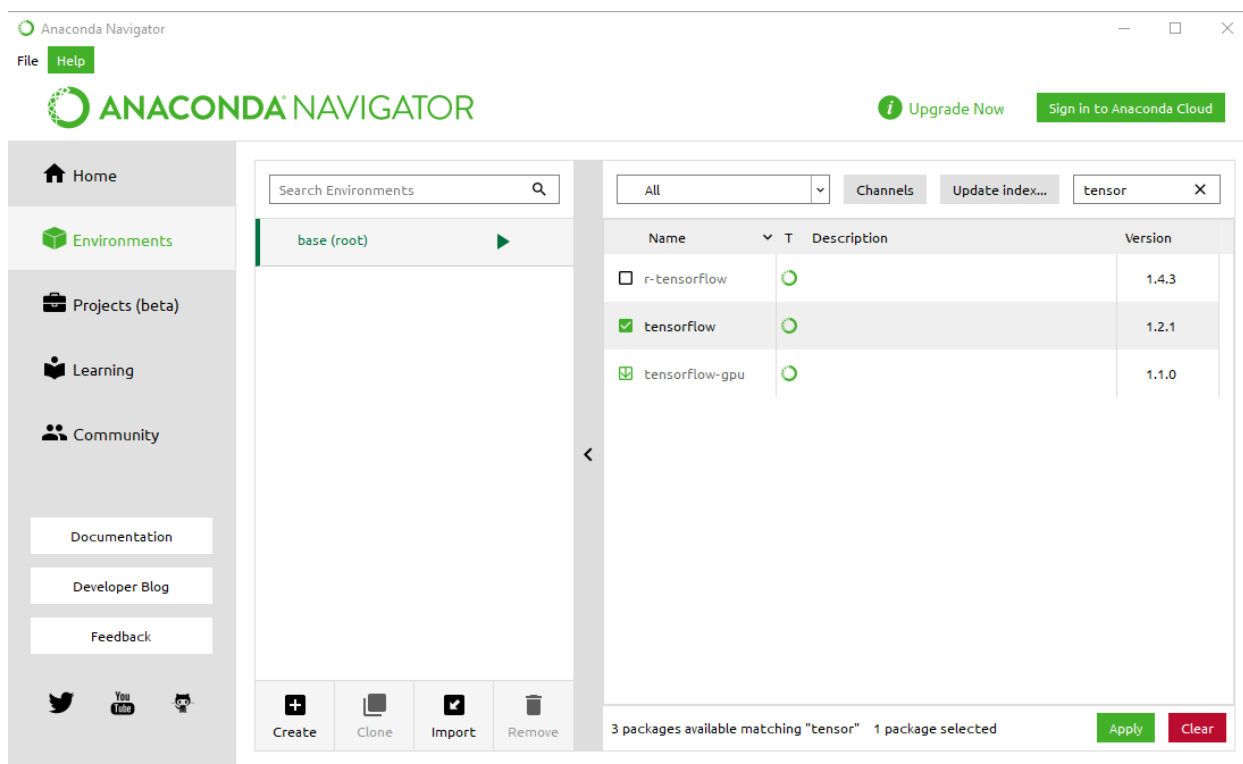 Anaconda Navigator
File Help
ANACONDA NAVIGATOR
i Upgrade Now Sign in to Anaconda Cloud
Home
Environments
Projects (beta)
Learning
Community
Documentation
Developer Blog
Feedback
You Tube
Search Environments
base (root)
Create Clone Import Remove
All Channels Update index... tensor
Name T Description Version
r-tensorflow 1.4.3
tensorflow 1.2.1
tensorflow-gpu 1.1.0
3 packages available matching "tensor" 1 package selected Apply Clear